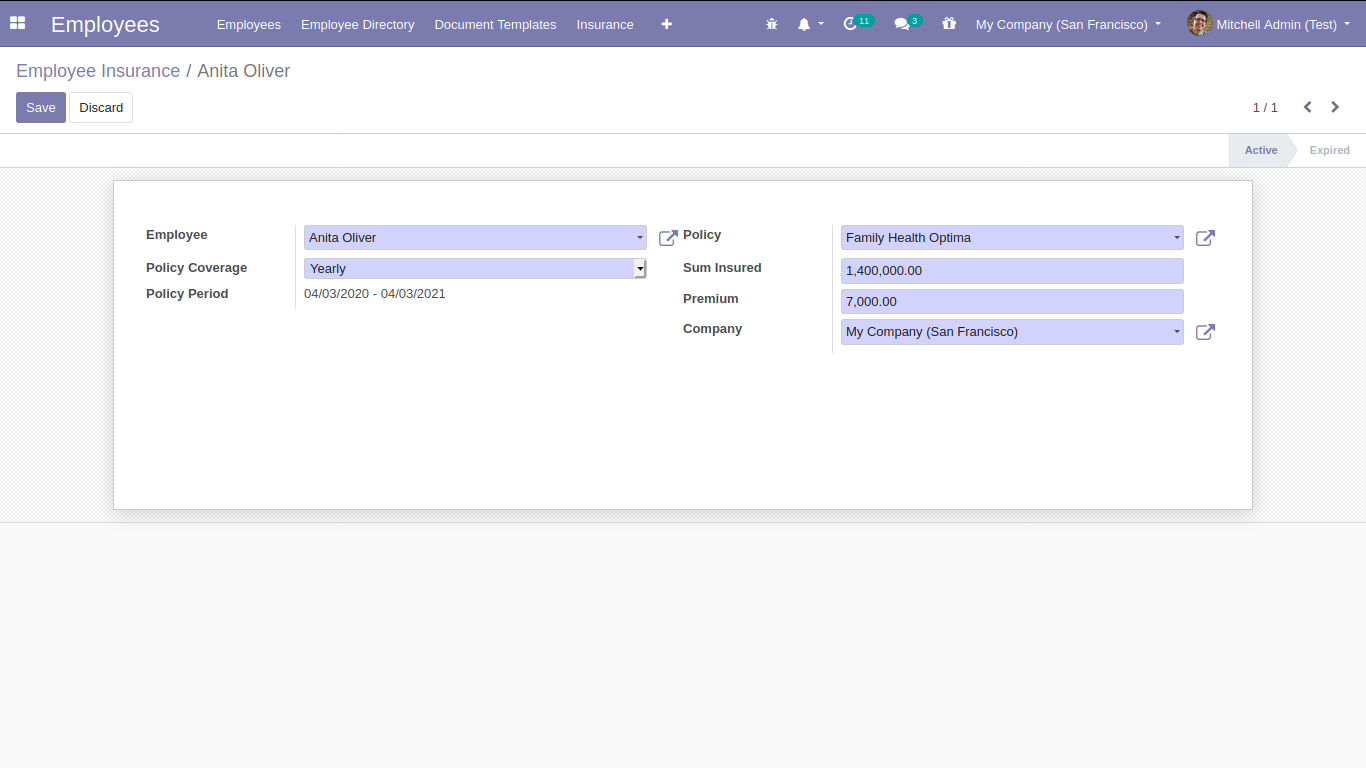 Employees Employees Employee Directory Document Templates Insurance 11 3 My Company (San Francisco) Mitchell Admin (Test)
Employee Insurance / Anita Oliver
Save Discard 1 / 1
Active Expired
Employee Anita Oliver
Policy Coverage Yearly
Policy Period 04/03/2020 - 04/03/2021
Policy Family Health Optima
Sum Insured 1,400,000.00
Premium 7,000.00
Company My Company (San Francisco)